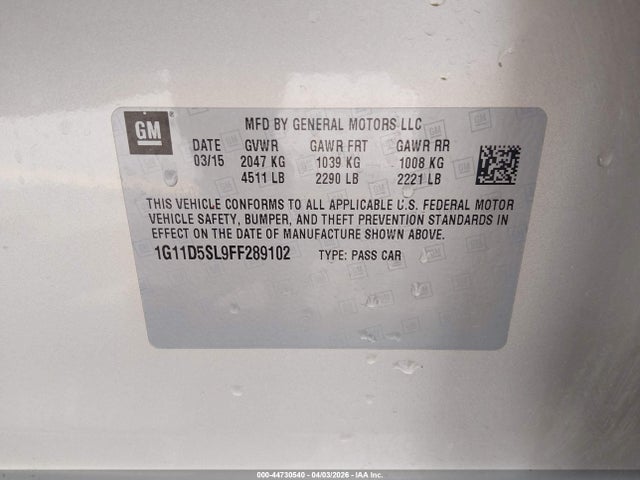 GM
MFD BY GENERAL MOTORS LLC
DATE GVWR GAWR FRT GAWR RR
03/15 2047 KG 1039 KG 1008 KG
4511 LB 2290 LB 2221 LB
THIS VEHICLE CONFORMS TO ALL APPLICABLE U.S. FEDERAL MOTOR
VEHICLE SAFETY, BUMPER, AND THEFT PREVENTION STANDARDS IN
EFFECT ON THE DATE OF MANUFACTURE SHOWN ABOVE.
1G11D5SL9FF289102 TYPE: PASS CAR
000-44730540 - 04/03/2026 - IAA Inc.